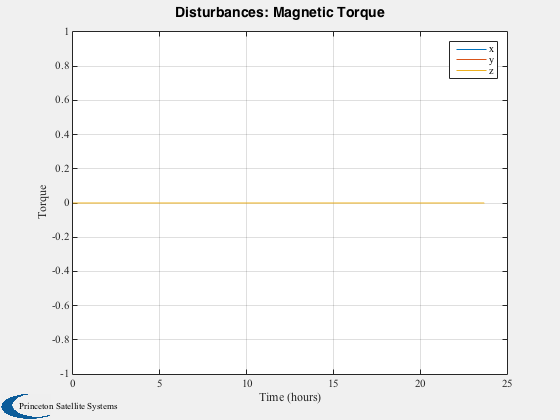 Disturbances: Magnetic Torque
1
0.8
0.6
0.4
0.2
0
-0.2
-0.4
-0.6
-0.8
-1
Torque
x
y
z
0 5 10 15 20 25
Time (hours)
Princeton Satellite Systems